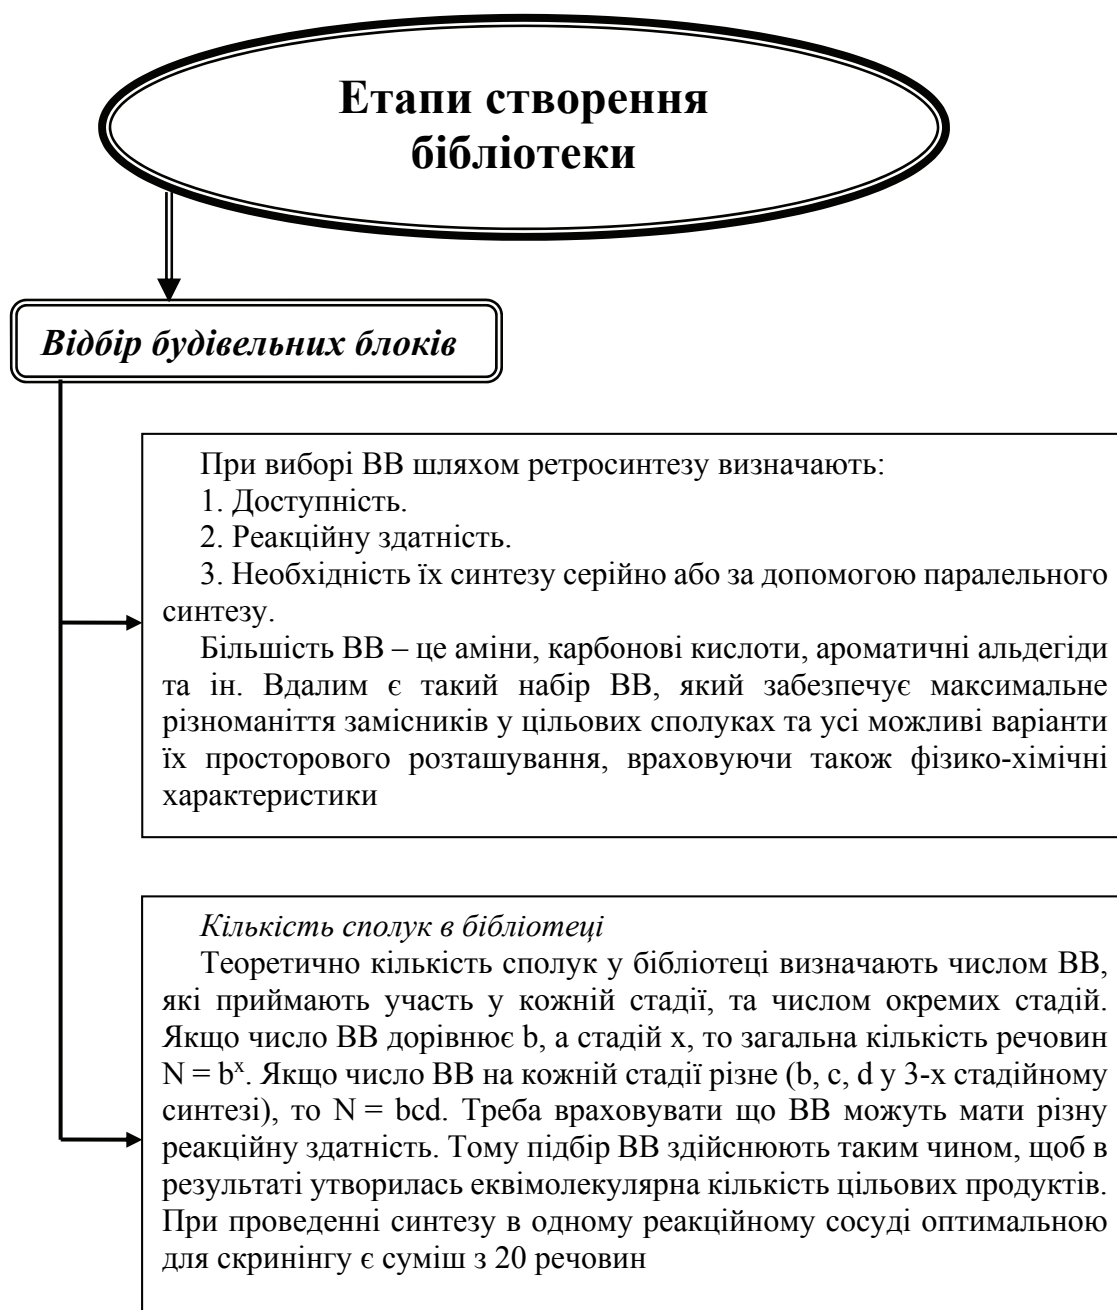 Етапи створення
бібліотеки
Відбір будівельних блоків
При виборі ВВ шляхом ретросинтезу визначають:
1. Доступність.
2. Реакційну здатність.
3. Необхідність їх синтезу серійно або за допомогою паралельного
синтезу.
Більшість ВВ – це аміни, карбонові кислоти, ароматичні альдегіди
та ін. Вдалим є такий набір ВВ, який забезпечує максимальне
різноманіття замісників у цільових сполуках та усі можливі варіанти
їх просторового розташування, враховуючи також фізико-хімічні
характеристики
Кількість сполук в бібліотеці
Теоретично кількість сполук у бібліотеці визначають числом ВВ,
які приймають участь у кожній стадії, та числом окремих стадій.
Якщо число ВВ дорівнює b, а стадій x, то загальна кількість речовин
N = bˣ. Якщо число ВВ на кожній стадії різне (b, c, d у 3-х стадійному
синтезі), то N = bcd. Треба враховувати що ВВ можуть мати різну
реакційну здатність. Тому підбір ВВ здійснюють таким чином, щоб в
результаті утворилась еквімолекулярна кількість цільових продуктів.
При проведенні синтезу в одному реакційному сосуді оптимальною
для скринінгу є суміш з 20 речовин